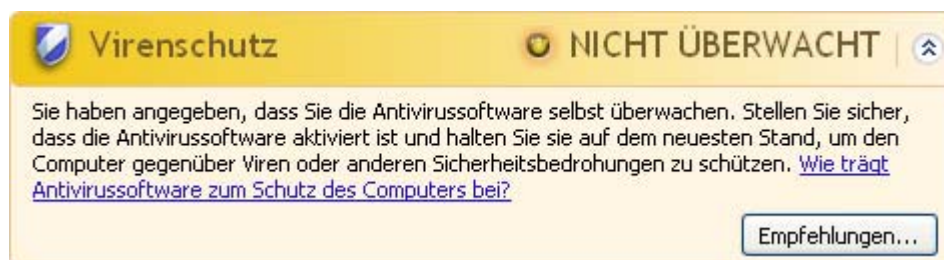 Virenschutz
NICHT ÜBERWACHT
Sie haben angegeben, dass Sie die Antivirussoftware selbst überwachen. Stellen Sie sicher,
dass die Antivirussoftware aktiviert ist und halten Sie sie auf dem neuesten Stand, um den
Computer gegenüber Viren oder anderen Sicherheitsbedrohungen zu schützen. Wie trägt
Antivirussoftware zum Schutz des Computers bei?
Empfehlungen...